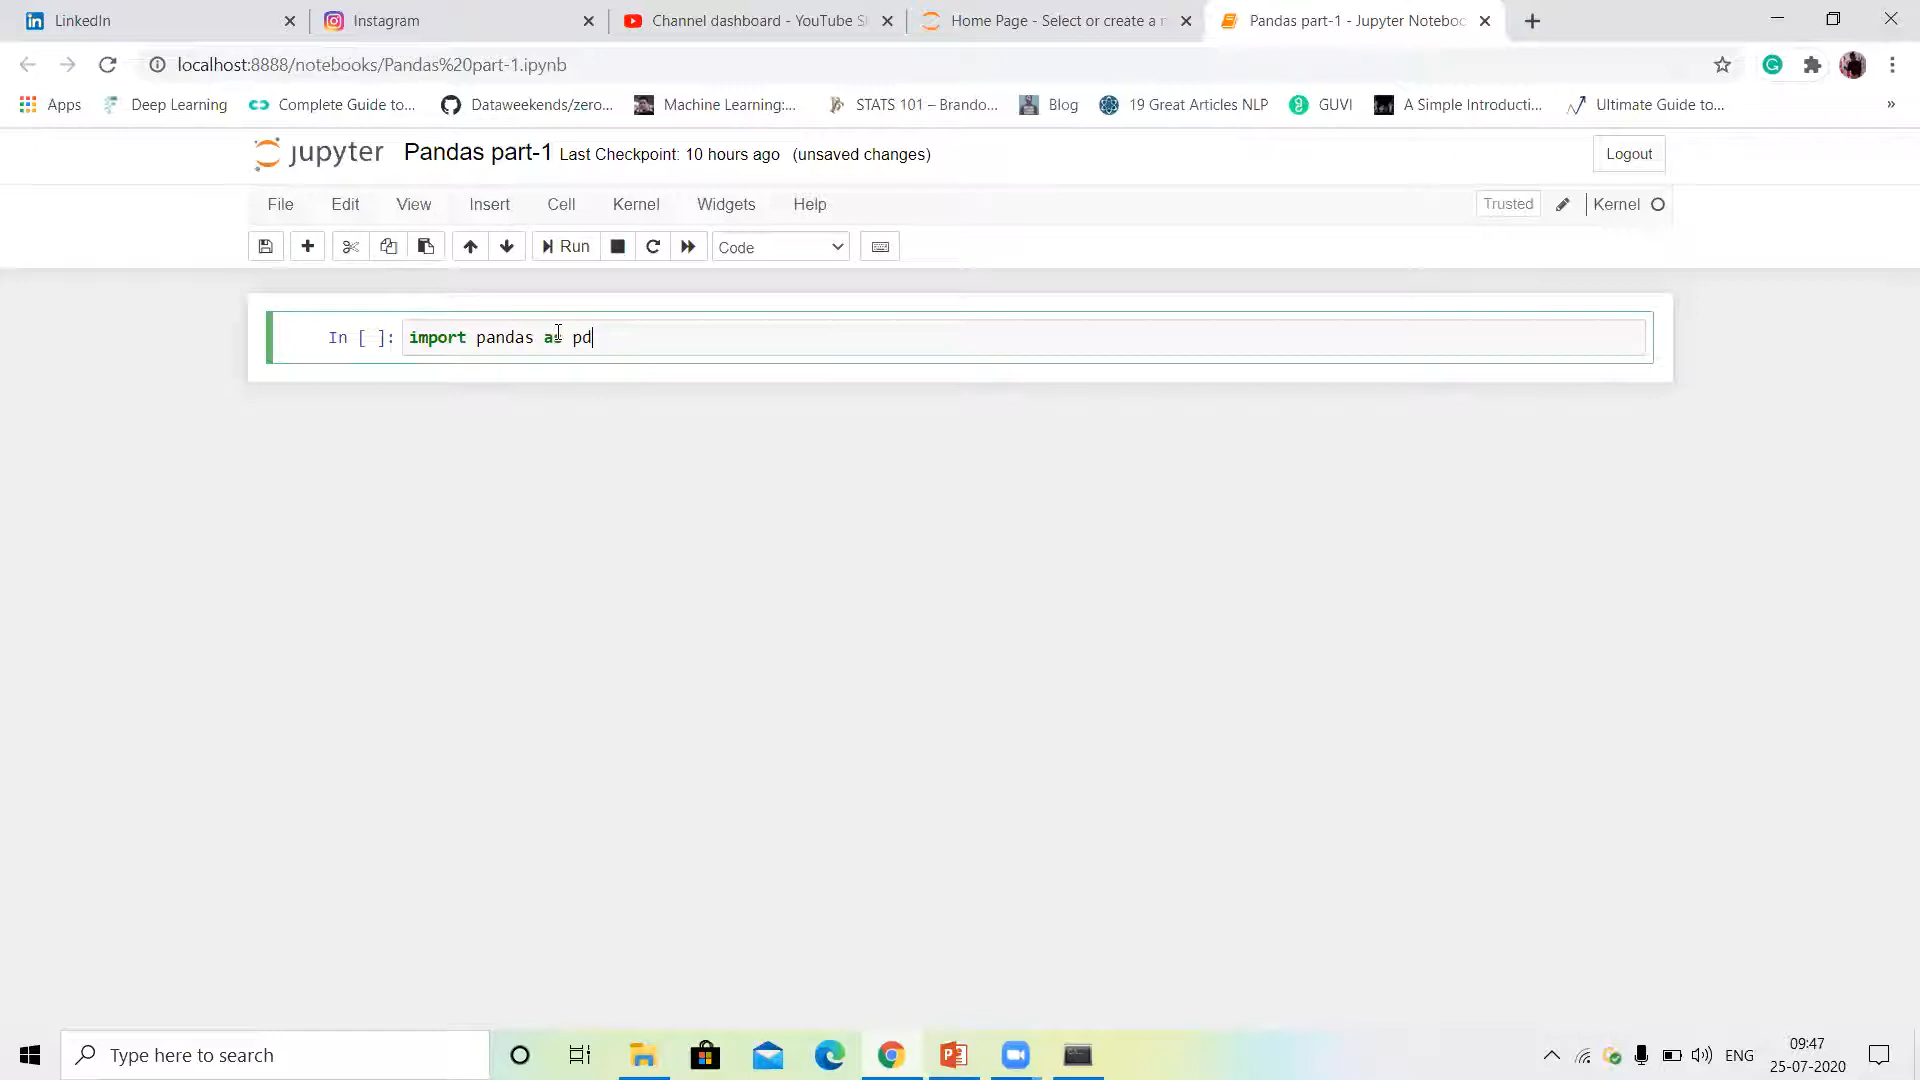 LinkedIn
Instagram
Channel dashboard - YouTube S
Home Page - Select or create a
Pandas part-1 - Jupyter Noteboo
localhost:8888/notebooks/Pandas%20part-1.ipynb
Apps
Deep Learning
Complete Guide to...
Dataweekends/zero...
Machine Learning:...
STATS 101 – Brando...
Blog
19 Great Articles NLP
GUVI
A Simple Introducti...
Ultimate Guide to...
»
jupyter Pandas part-1 Last Checkpoint: 10 hours ago (unsaved changes)
Logout
File Edit View Insert Cell Kernel Widgets Help
Trusted
Kernel
Run
Code
In [ ]: import pandas as pd
Type here to search
ENG
09:47
25-07-2020